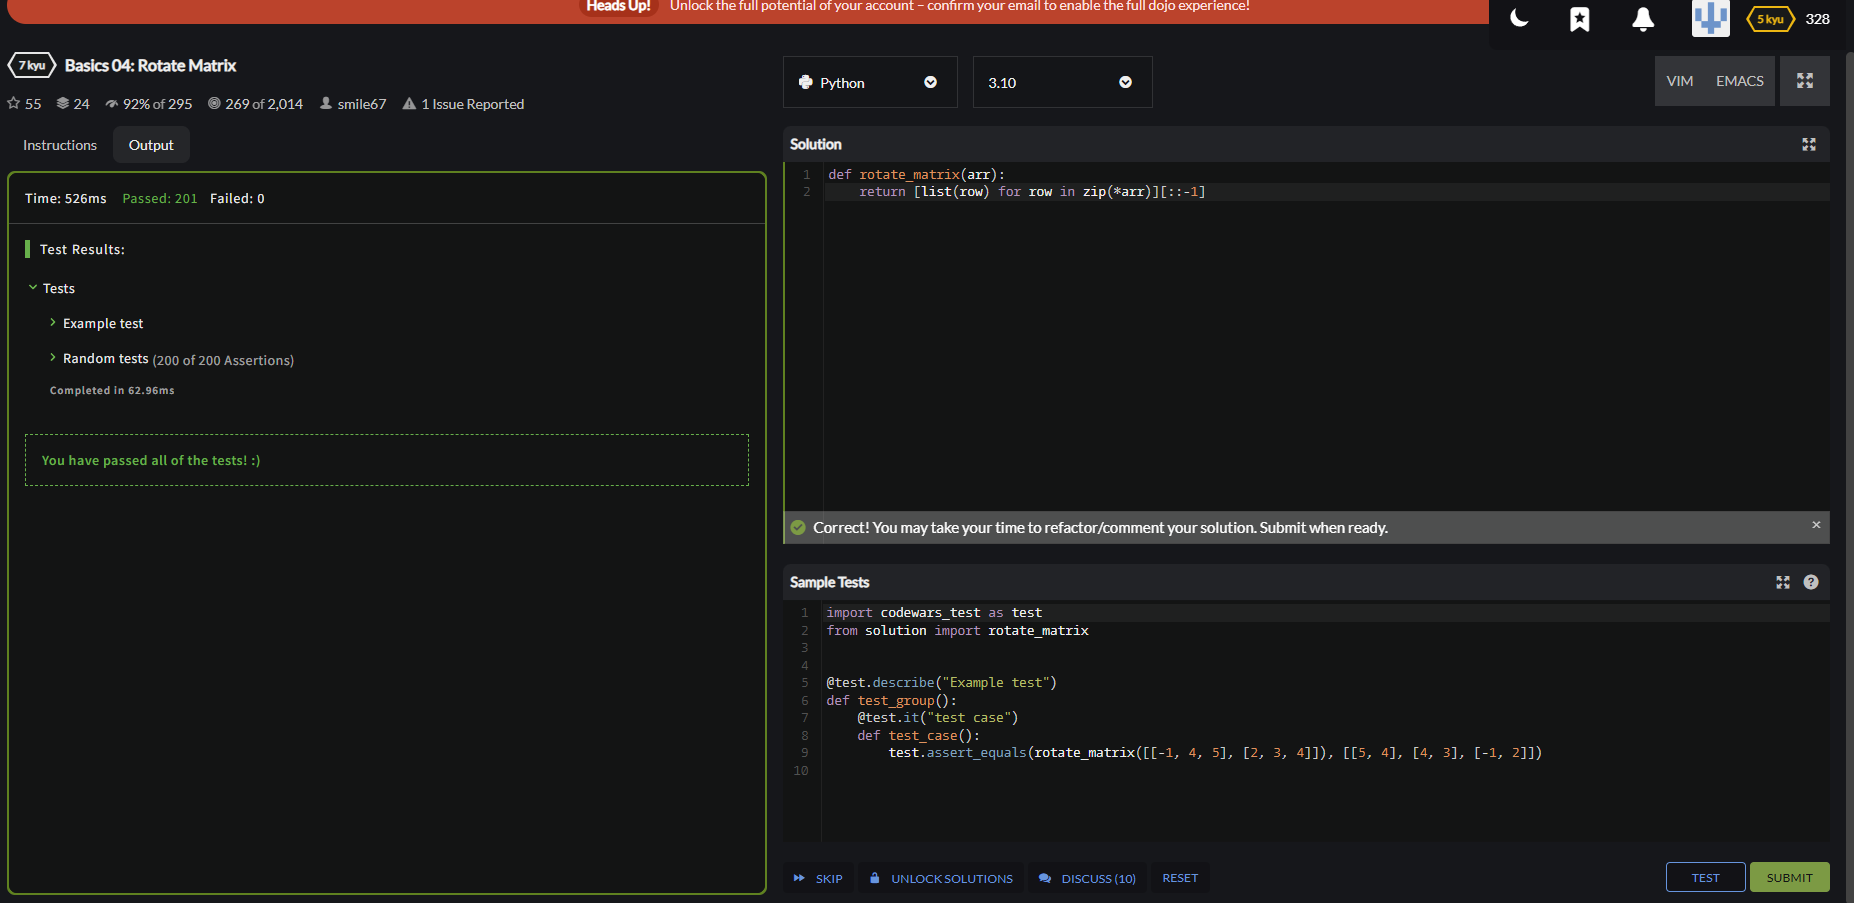 Heads Up! Unlock the full potential of your account – confirm your email to enable the full dojo experience!
5 kyu 328
7 kyu Basics 04: Rotate Matrix
55 24 92% of 295 269 of 2,014 smile67 1 Issue Reported
Instructions Output
Time: 526ms Passed: 201 Failed: 0
Test Results:
Tests
Example test
Random tests (200 of 200 Assertions)
Completed in 62.96ms
You have passed all of the tests! :)
Python 3.10 VIM EMACS
Solution
1 def rotate_matrix(arr):
2     return [list(row) for row in zip(*arr)][::-1]
Correct! You may take your time to refactor/comment your solution. Submit when ready. ×
Sample Tests ?
1 import codewars_test as test
2 from solution import rotate_matrix
3
4
5 @test.describe("Example test")
6 def test_group():
7     @test.it("test case")
8     def test_case():
9         test.assert_equals(rotate_matrix([[-1, 4, 5], [2, 3, 4]]), [[5, 4], [4, 3], [-1, 2]])
10
SKIP UNLOCK SOLUTIONS DISCUSS (10) RESET TEST SUBMIT